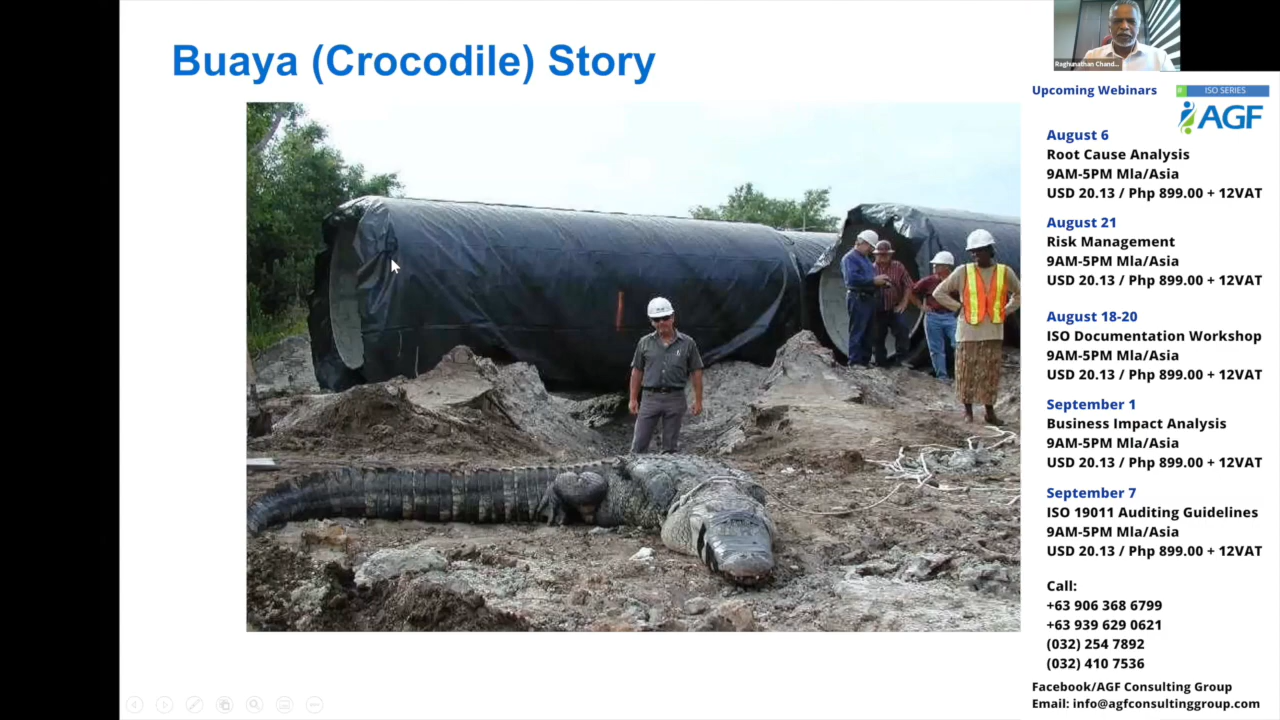 Buaya (Crocodile) Story
Raghunathan Chand...
Upcoming Webinars
ISO SERIES
AGF
August 6
Root Cause Analysis
9AM-5PM Mla/Asia
USD 20.13 / Php 899.00 + 12VAT
August 21
Risk Management
9AM-5PM Mla/Asia
USD 20.13 / Php 899.00 + 12VAT
August 18-20
ISO Documentation Workshop
9AM-5PM Mla/Asia
USD 20.13 / Php 899.00 + 12VAT
September 1
Business Impact Analysis
9AM-5PM Mla/Asia
USD 20.13 / Php 899.00 + 12VAT
September 7
ISO 19011 Auditing Guidelines
9AM-5PM Mla/Asia
USD 20.13 / Php 899.00 + 12VAT
Call:
+63 906 368 6799
+63 939 629 0621
(032) 254 7892
(032) 410 7536
Facebook/AGF Consulting Group
Email: info@agfconsultinggroup.com